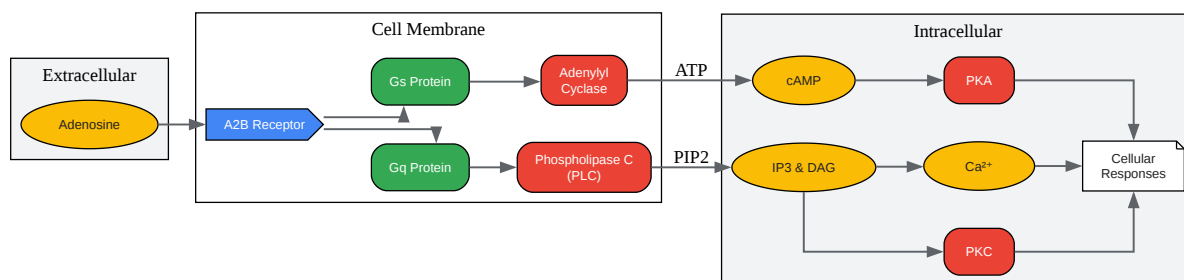 Extracellular
Adenosine
Cell Membrane
A2B Receptor
Gs Protein
Adenylyl
Cyclase
Gq Protein
Phospholipase C
(PLC)
ATP
PIP2
Intracellular
cAMP
PKA
IP3 & DAG
Ca²⁺
PKC
Cellular
Responses